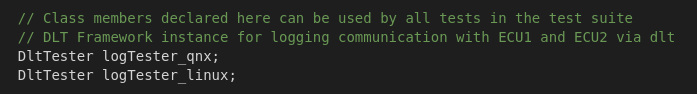 // Class members declared here can be used by all tests in the test suite
// DLT Framework instance for logging communication with ECU1 and ECU2 via dlt
DltTester logTester_qnx;
DltTester logTester_linux;